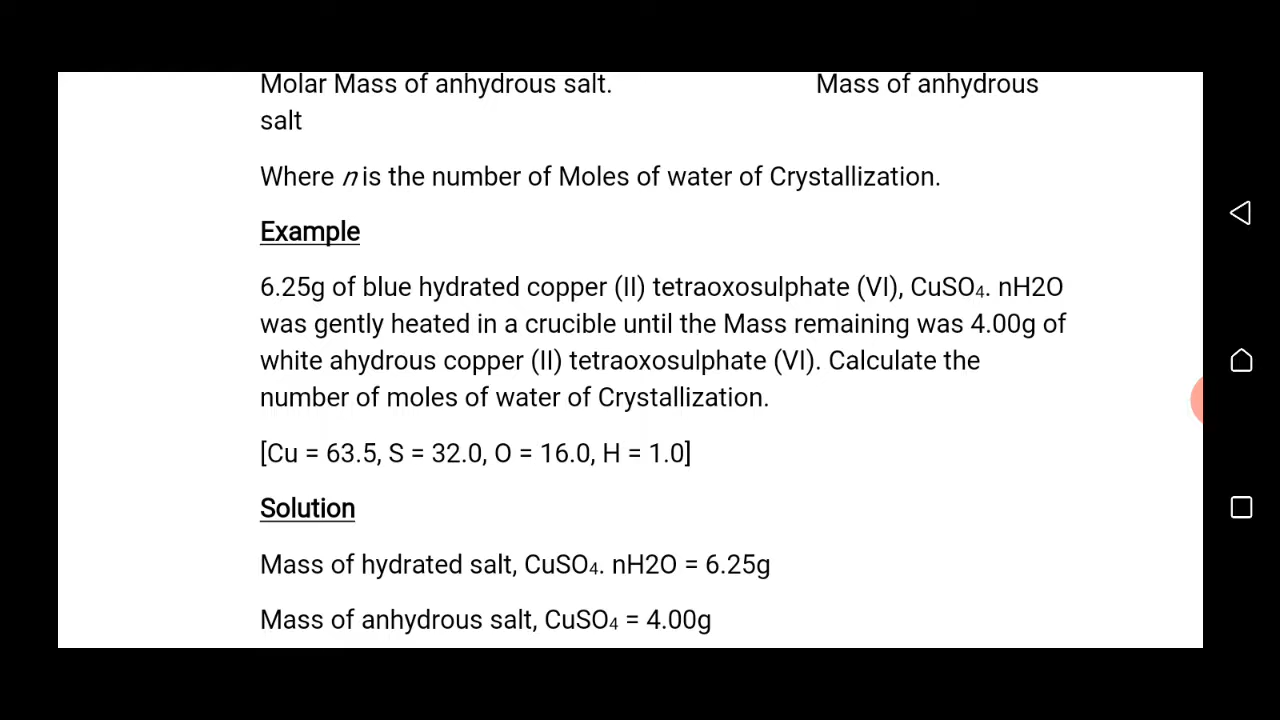 Molar Mass of anhydrous salt. Mass of anhydrous
salt
Where n is the number of Moles of water of Crystallization.
Example
6.25g of blue hydrated copper (II) tetraoxosulphate (VI), CuSO₄. nH2O
was gently heated in a crucible until the Mass remaining was 4.00g of
white ahydrous copper (II) tetraoxosulphate (VI). Calculate the
number of moles of water of Crystallization.
[Cu = 63.5, S = 32.0, O = 16.0, H = 1.0]
Solution
Mass of hydrated salt, CuSO₄. nH2O = 6.25g
Mass of anhydrous salt, CuSO₄ = 4.00g